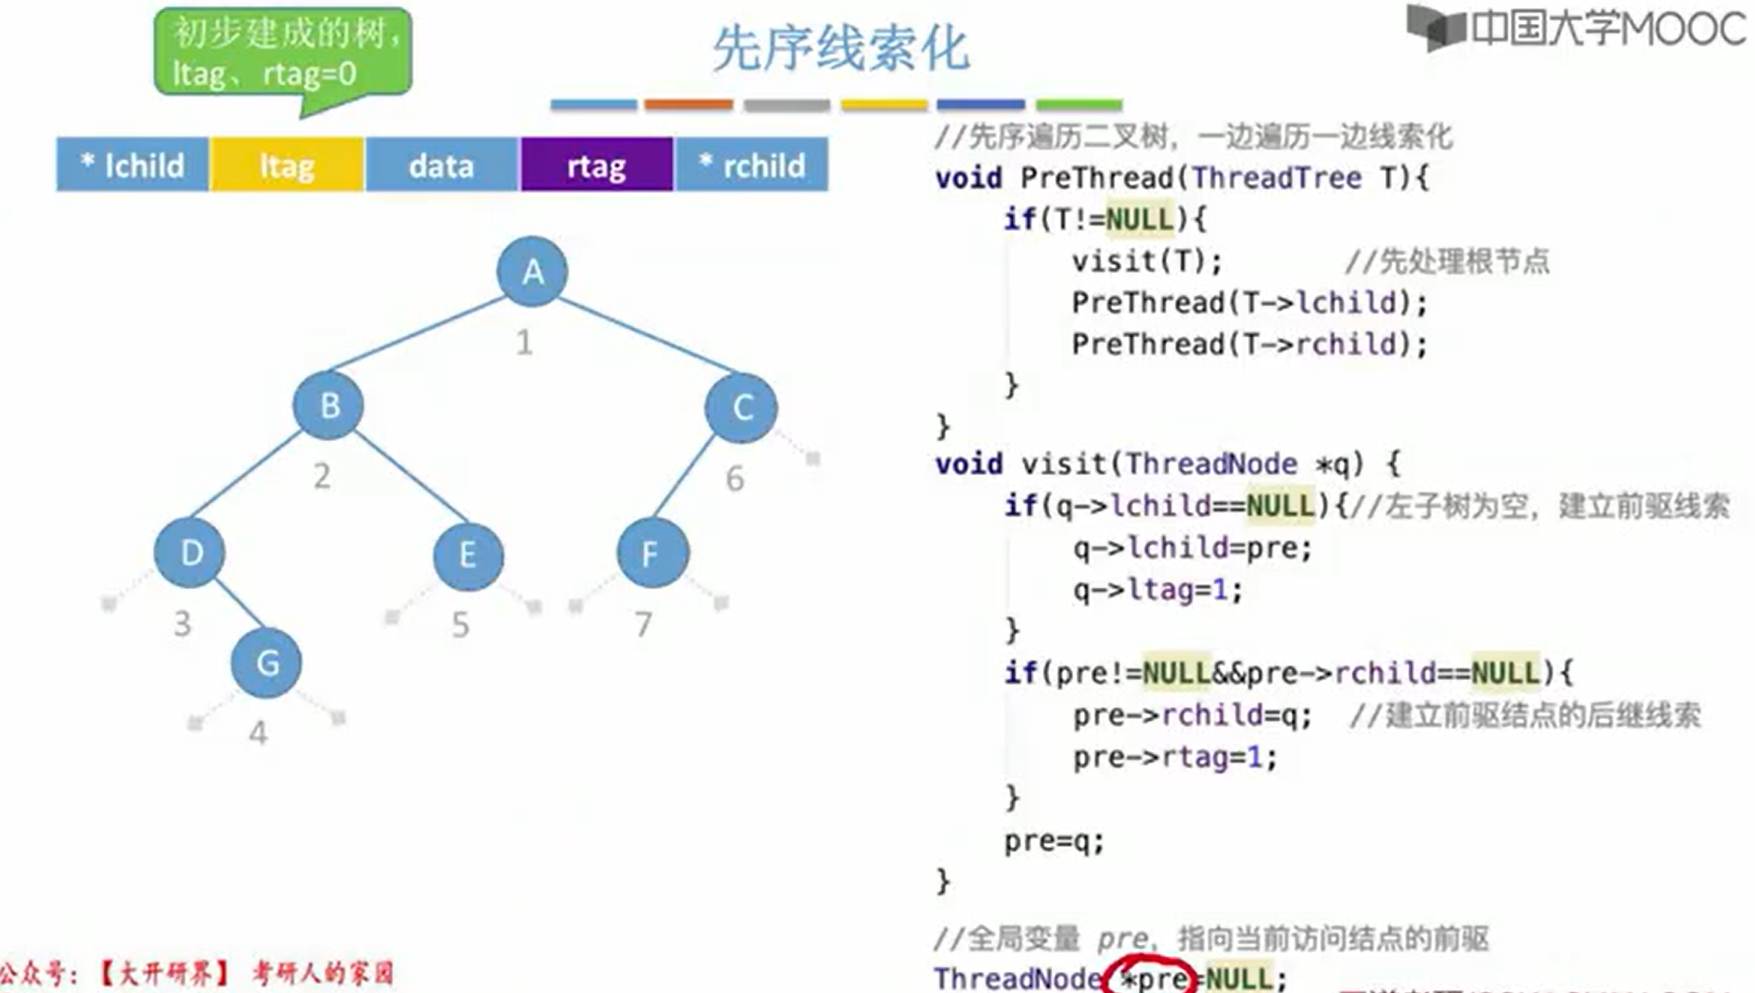 初步建成的树，
ltag、rtag=0
先序线索化
中国大学MOOC
* lchild ltag data rtag * rchild
A
1
B
C
2
6
D
E
F
3
5
7
G
4
//先序遍历二叉树，一边遍历一边线索化
void PreThread(ThreadTree T){
if(T!=NULL){
visit(T); //先处理根节点
PreThread(T->lchild);
PreThread(T->rchild);
}
}
void visit(ThreadNode *q) {
if(q->lchild==NULL){//左子树为空，建立前驱线索
q->lchild=pre;
q->ltag=1;
}
if(pre!=NULL&&pre->rchild==NULL){
pre->rchild=q; //建立前驱结点的后继线索
pre->rtag=1;
}
pre=q;
}
//全局变量 pre，指向当前访问结点的前驱
ThreadNode *pre=NULL;
公众号：【大开研界】 考研人的家园